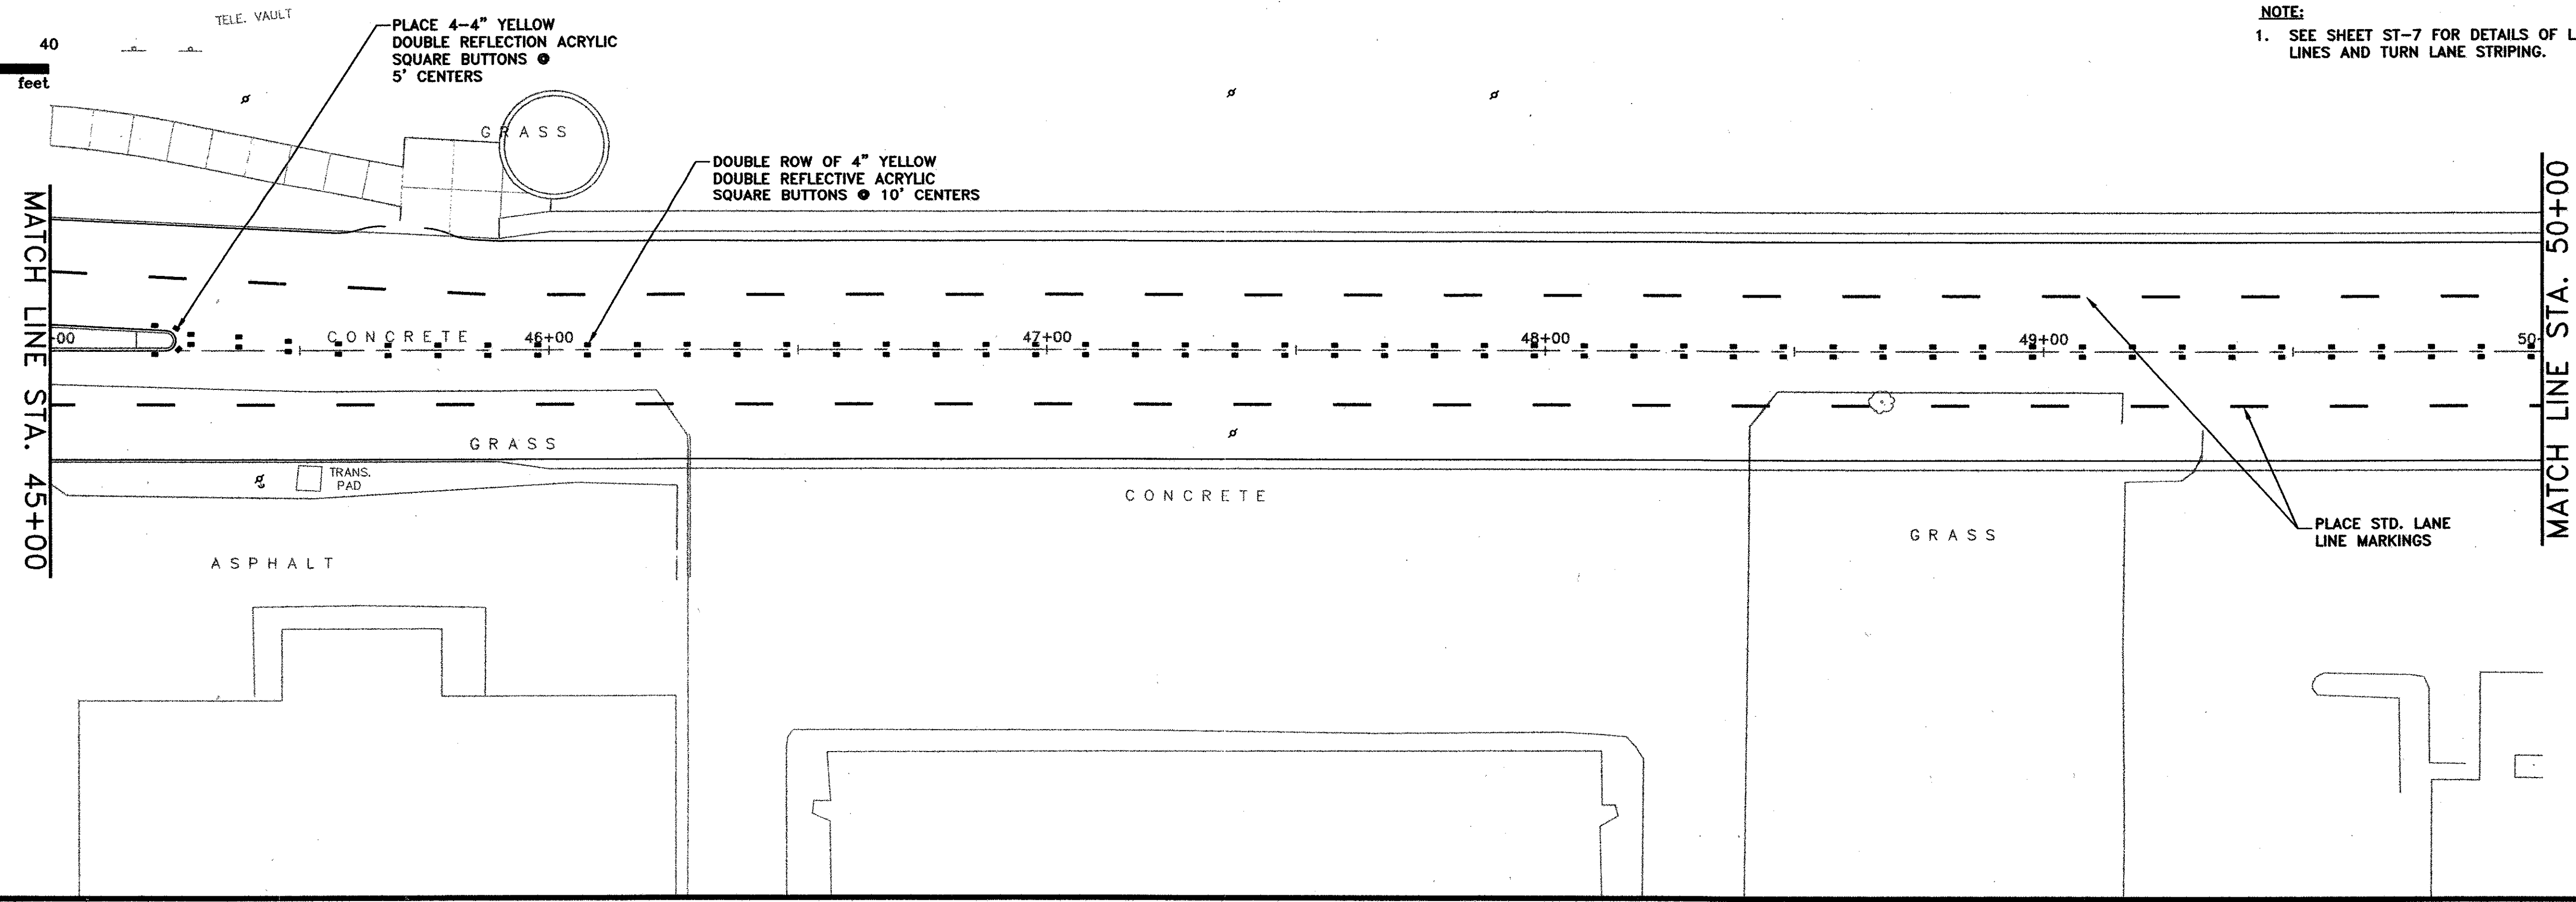 TELE. VAULT
40
feet
PLACE 4-4" YELLOW
DOUBLE REFLECTION ACRYLIC
SQUARE BUTTONS @
5' CENTERS
NOTE:
1. SEE SHEET ST-7 FOR DETAILS OF L
LINES AND TURN LANE STRIPING.
GRASS
DOUBLE ROW OF 4" YELLOW
DOUBLE REFLECTIVE ACRYLIC
SQUARE BUTTONS @ 10' CENTERS
MATCH LINE STA. 45+00
MATCH LINE STA. 50+00
00
CONCRETE
46+00
47+00
48+00
49+00
50
GRASS
TRANS.
PAD
CONCRETE
ASPHALT
GRASS
PLACE STD. LANE
LINE MARKINGS